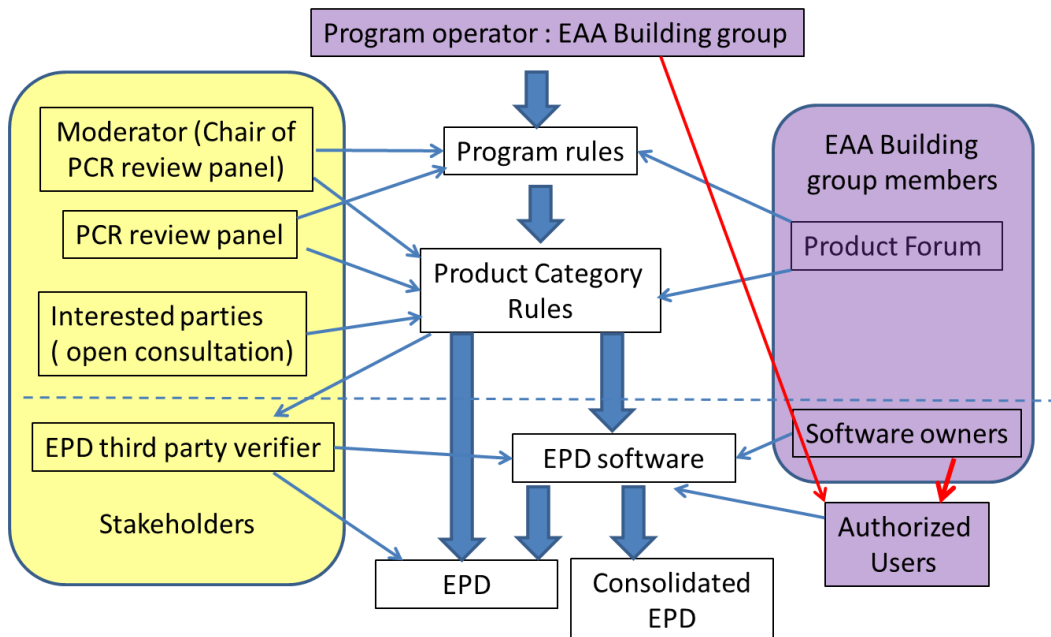 Program operator : EAA Building group
Moderator (Chair of
PCR review panel)
Program rules
EAA Building
group members
PCR review panel
Product Forum
Product Category
Rules
Interested parties
( open consultation)
EPD third party verifier
EPD software
Software owners
Stakeholders
Authorized
Users
EPD
Consolidated
EPD